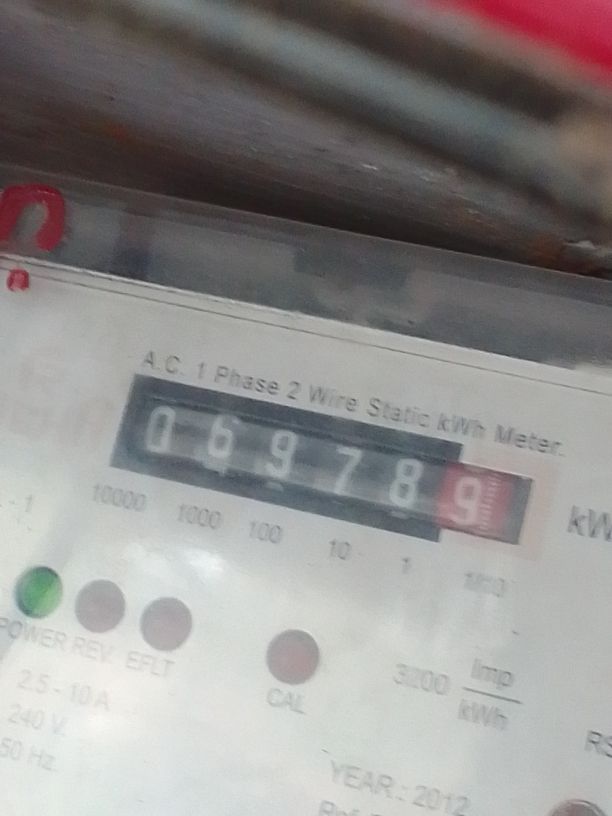 A.C. 1 Phase 2 Wire Static kWh Meter.
0 6 9 7 8 9
10000 1000 100 10 1 1/10
POWER REV. EFLT
CAL
3200 Imp
kWh
2.5 - 10 A
240 V.
50 Hz.
YEAR : 2012